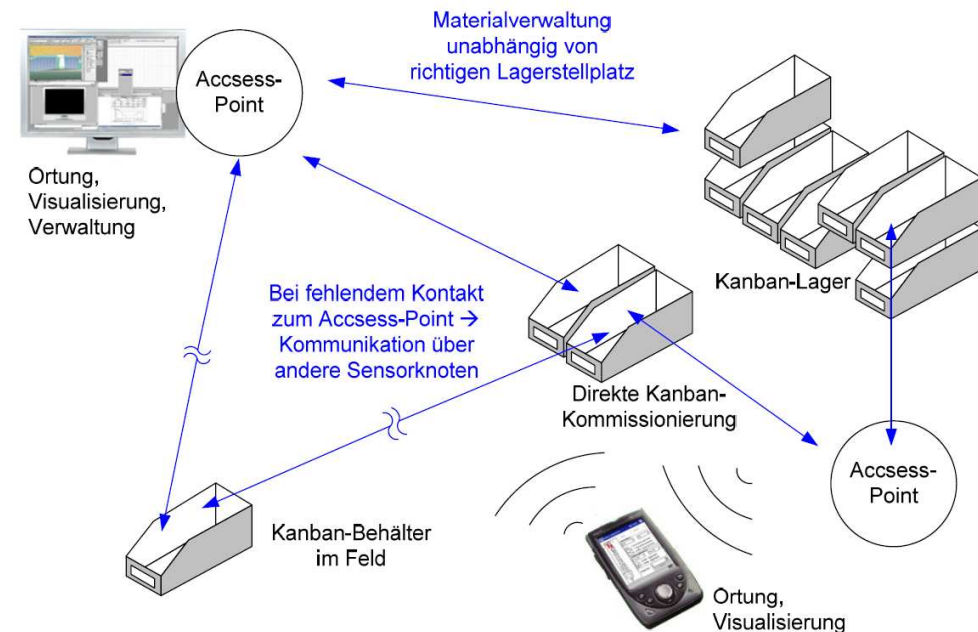 Materialverwaltung
unabhängig von
richtigen Lagerstellplatz
Accsess-
Point
Ortung,
Visualisierung,
Verwaltung
Kanban-Lager
Bei fehlendem Kontakt
zum Accsess-Point →
Kommunikation über
andere Sensorknoten
Direkte Kanban-
Kommissionierung
Accsess-
Point
Kanban-Behälter
im Feld
Ortung,
Visualisierung